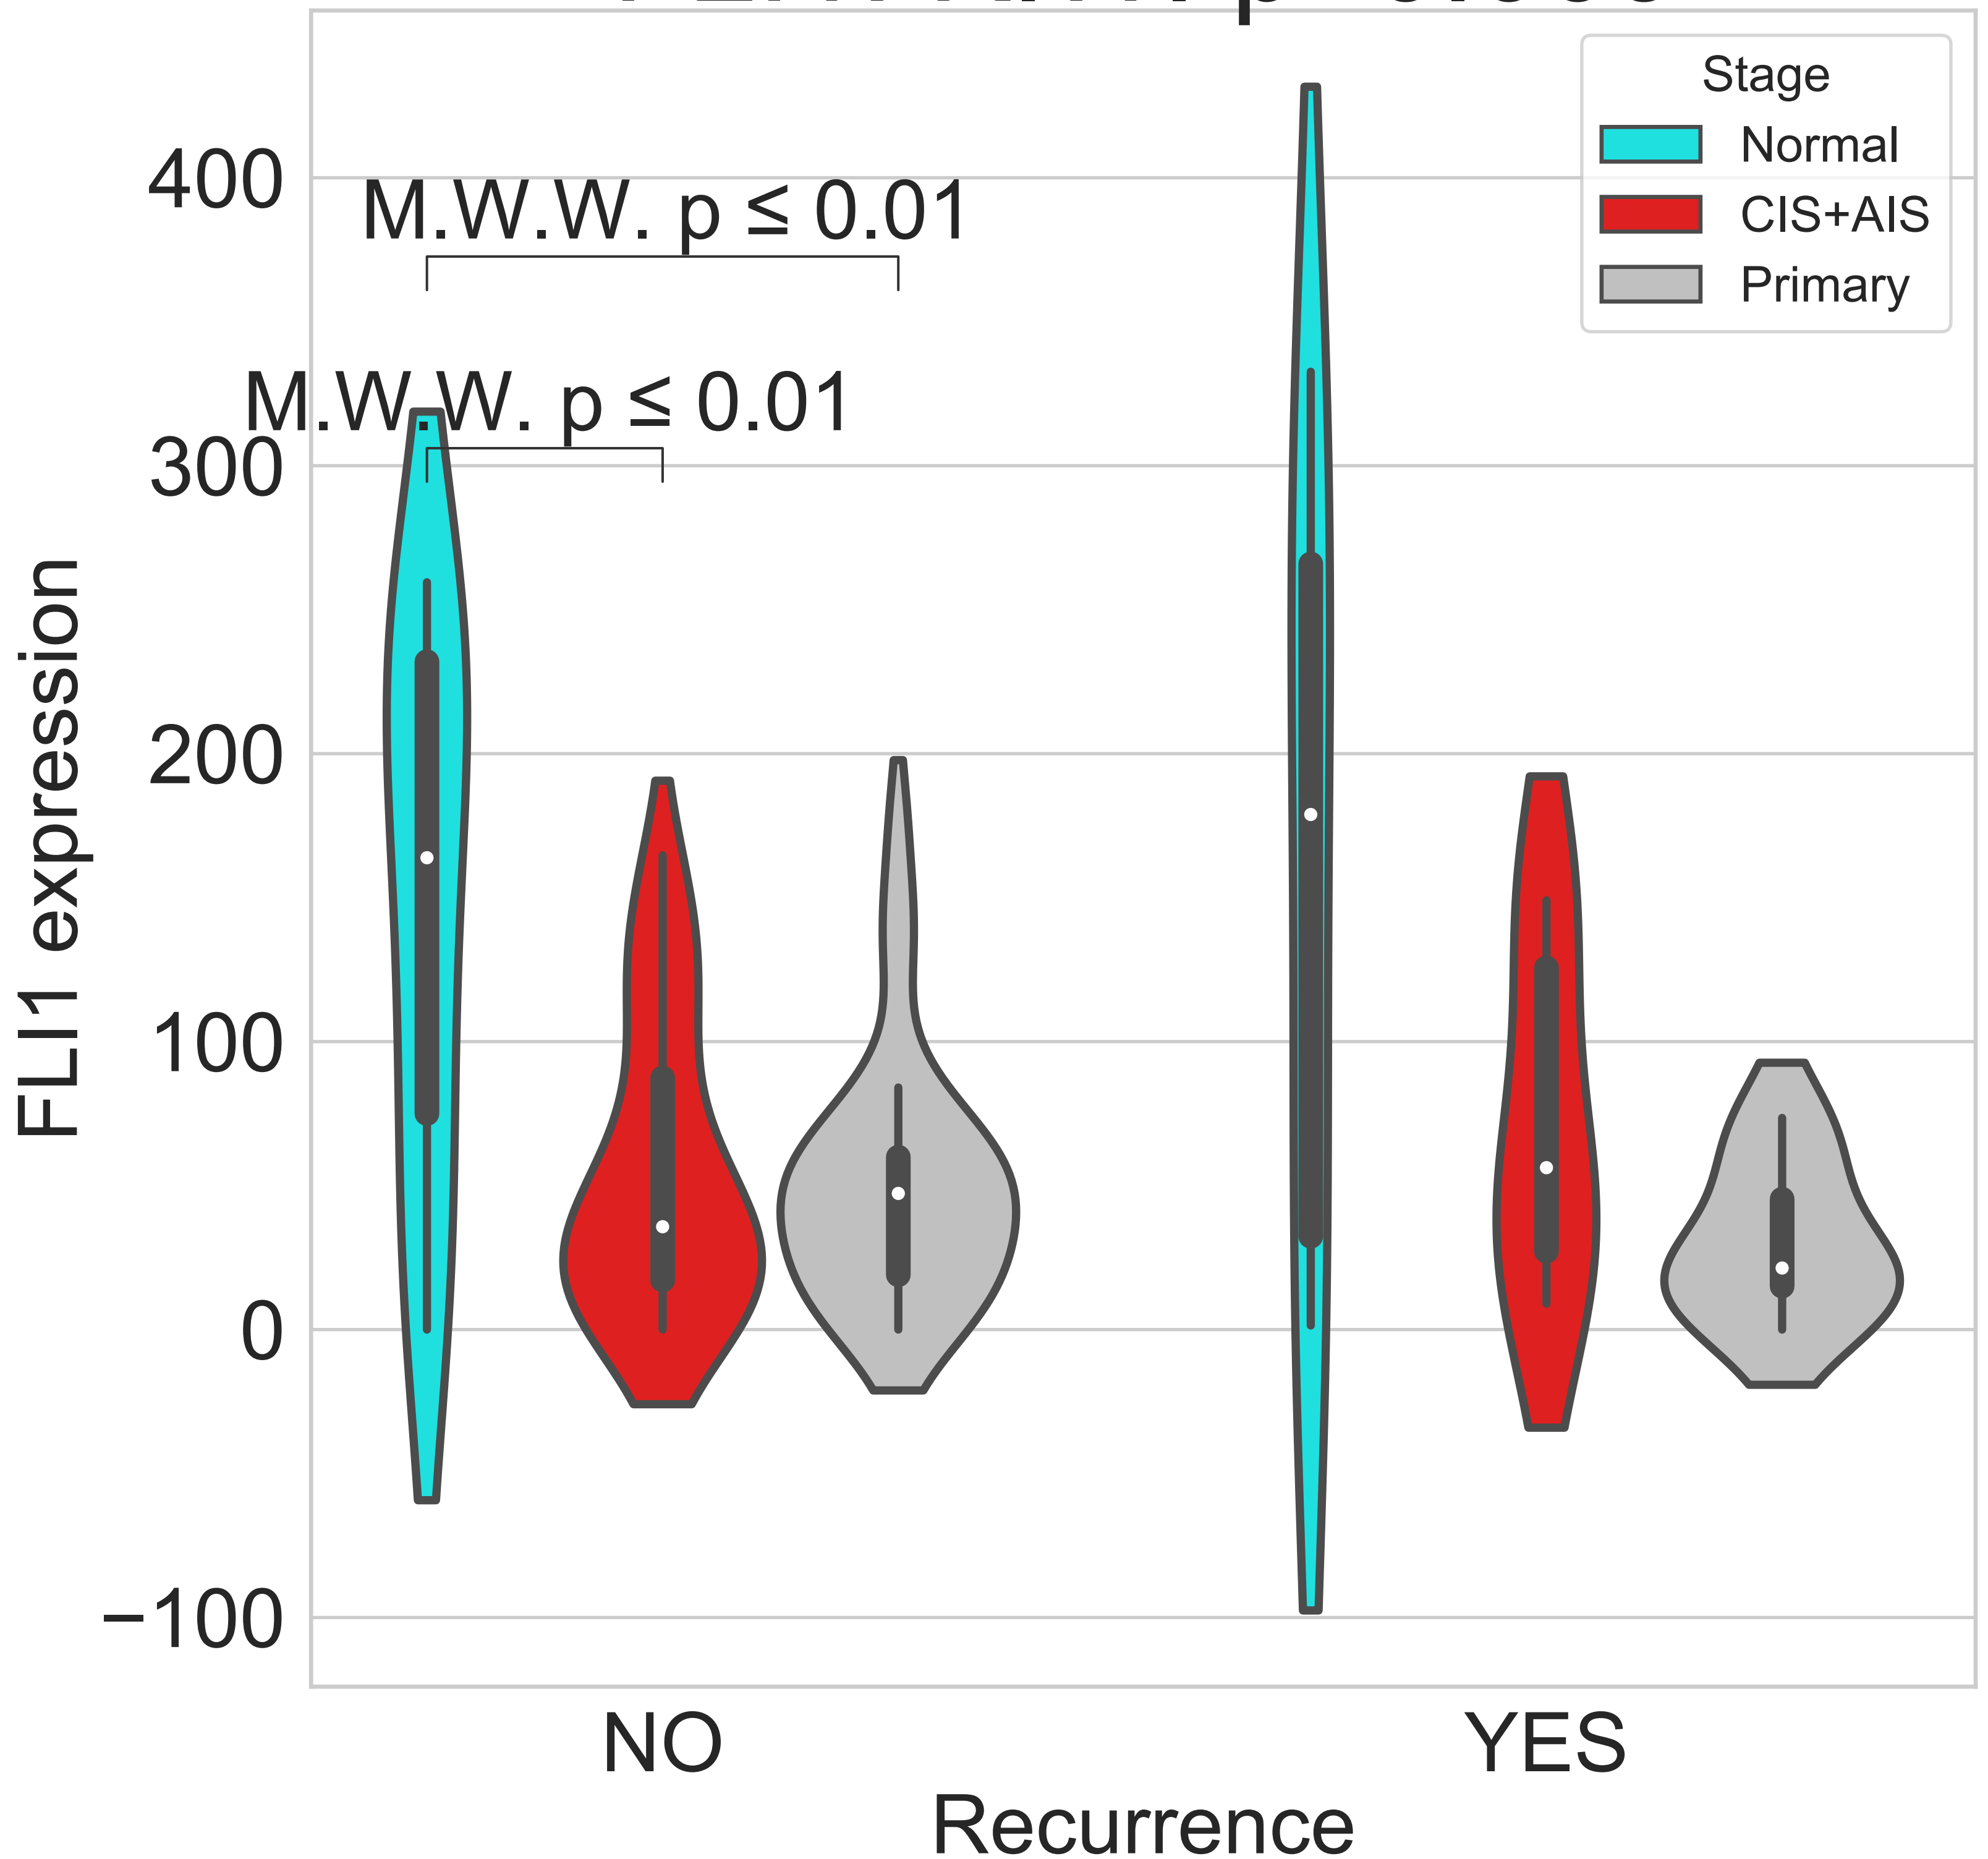 Stage
Normal
CIS+AIS
Primary
M.W.W. p ≤ 0.01
M.W.W. p ≤ 0.01
400
300
200
100
0
−100
FLI1 expression
NO
YES
Recurrence